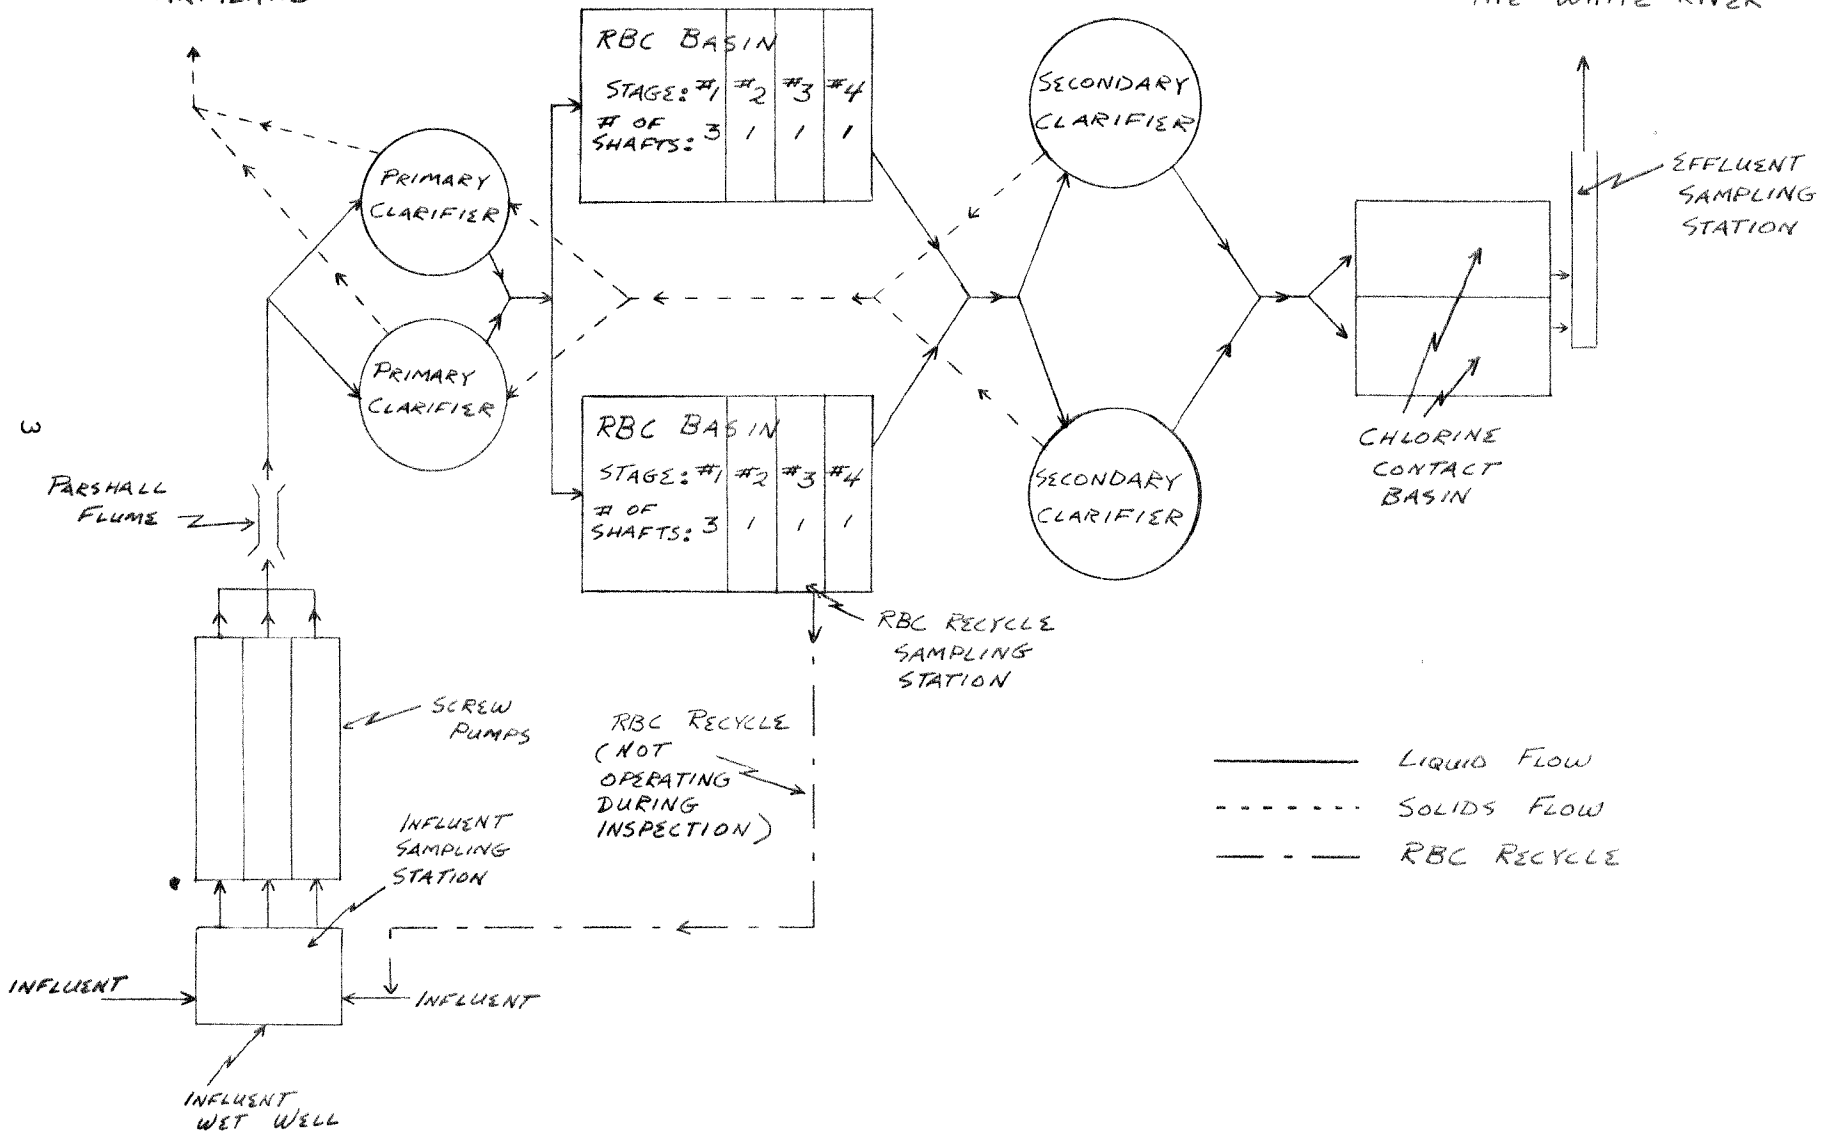 THE WHITE RIVER
RBC BASIN
STAGE: #1 #2 #3 #4
# OF
SHAFTS: 3 1 1 1
SECONDARY
CLARIFIER
PRIMARY
CLARIFIER
EFFLUENT
SAMPLING
STATION
PRIMARY
CLARIFIER
RBC BASIN
STAGE: #1 #2 #3 #4
# OF
SHAFTS: 3 1 1 1
SECONDARY
CLARIFIER
CHLORINE
CONTACT
BASIN
3
PARSHALL
FLUME
RBC RECYCLE
SAMPLING
STATION
SCREW
PUMPS
RBC RECYCLE
(NOT
OPERATING
DURING
INSPECTION)
LIQUID FLOW
SOLIDS FLOW
RBC RECYCLE
INFLUENT
SAMPLING
STATION
INFLUENT
INFLUENT
INFLUENT
WET WELL